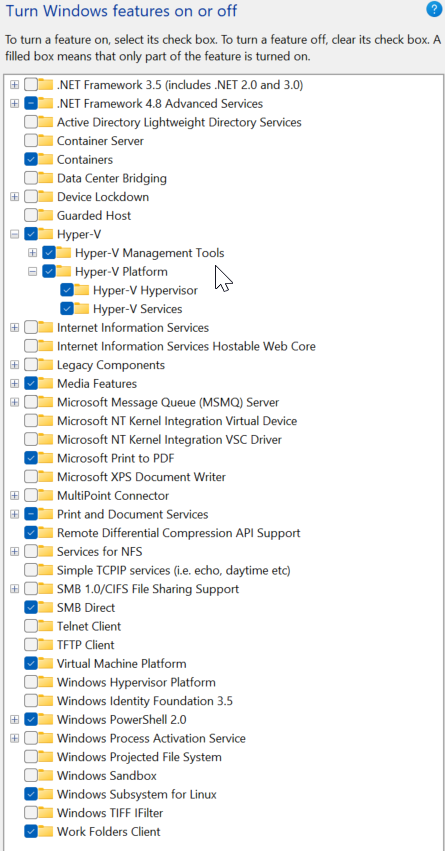 Turn Windows features on or off
?
To turn a feature on, select its check box. To turn a feature off, clear its check box. A
filled box means that only part of the feature is turned on.
.NET Framework 3.5 (includes .NET 2.0 and 3.0)
.NET Framework 4.8 Advanced Services
Active Directory Lightweight Directory Services
Container Server
Containers
Data Center Bridging
Device Lockdown
Guarded Host
Hyper-V
Hyper-V Management Tools
Hyper-V Platform
Hyper-V Hypervisor
Hyper-V Services
Internet Information Services
Internet Information Services Hostable Web Core
Legacy Components
Media Features
Microsoft Message Queue (MSMQ) Server
Microsoft NT Kernel Integration Virtual Device
Microsoft NT Kernel Integration VSC Driver
Microsoft Print to PDF
Microsoft XPS Document Writer
MultiPoint Connector
Print and Document Services
Remote Differential Compression API Support
Services for NFS
Simple TCPIP services (i.e. echo, daytime etc)
SMB 1.0/CIFS File Sharing Support
SMB Direct
Telnet Client
TFTP Client
Virtual Machine Platform
Windows Hypervisor Platform
Windows Identity Foundation 3.5
Windows PowerShell 2.0
Windows Process Activation Service
Windows Projected File System
Windows Sandbox
Windows Subsystem for Linux
Windows TIFF IFilter
Work Folders Client